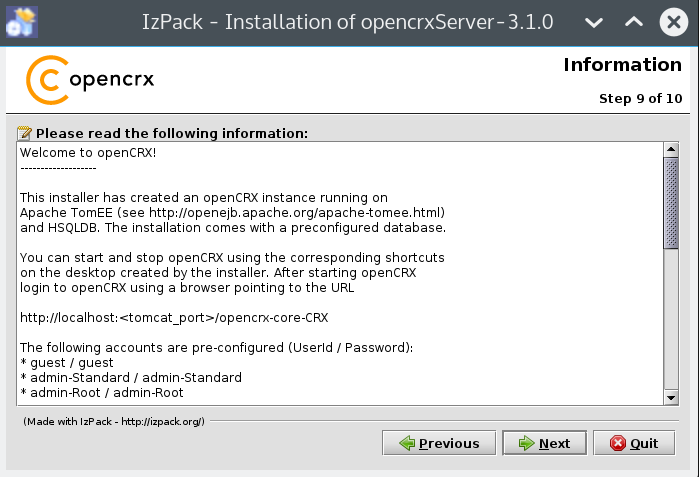 IzPack - Installation of opencrxServer-3.1.0
opencrx
Information
Step 9 of 10
Please read the following information:
Welcome to openCRX!
-------------------
This installer has created an openCRX instance running on
Apache TomEE (see http://openejb.apache.org/apache-tomee.html)
and HSQLDB. The installation comes with a preconfigured database.
You can start and stop openCRX using the corresponding shortcuts
on the desktop created by the installer. After starting openCRX
login to openCRX using a browser pointing to the URL
http://localhost:<tomcat_port>/opencrx-core-CRX
The following accounts are pre-configured (UserId / Password):
* guest / guest
* admin-Standard / admin-Standard
* admin-Root / admin-Root
(Made with IzPack - http://izpack.org/)
Previous
Next
Quit